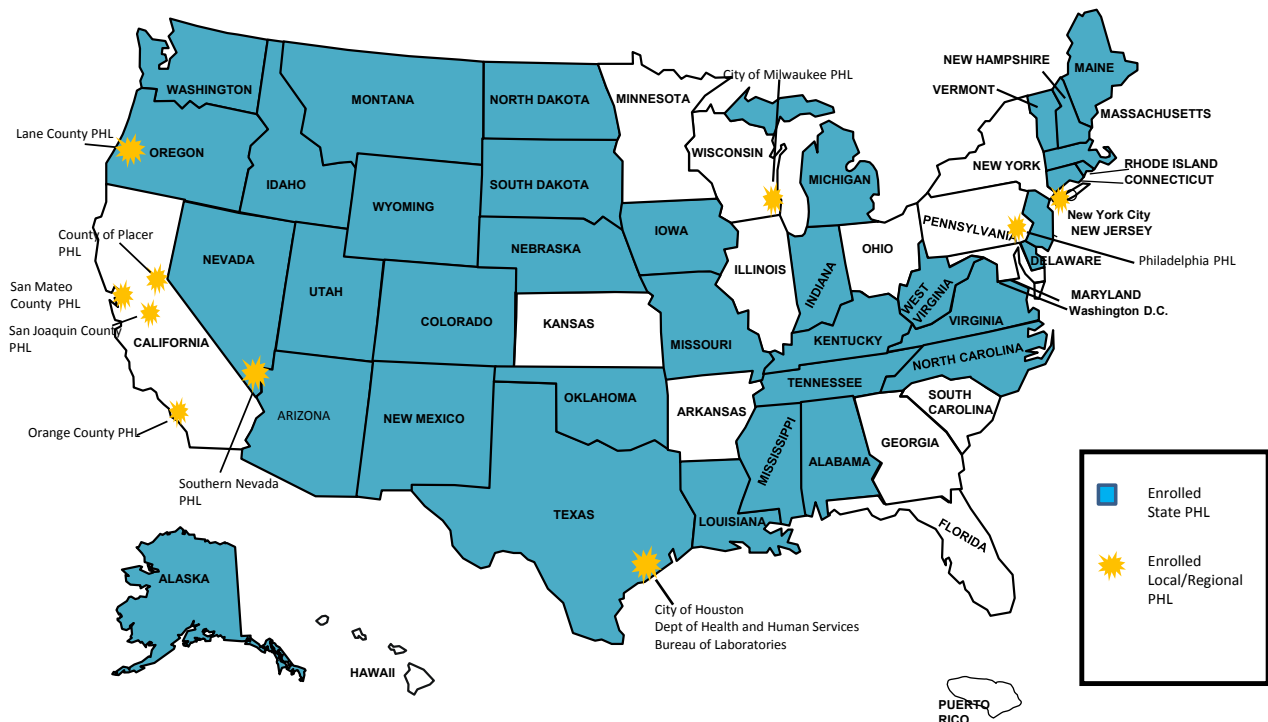 City of Milwaukee PHL
NEW HAMPSHIRE
MAINE
VERMONT
WASHINGTON
MONTANA
NORTH DAKOTA
MINNESOTA
MASSACHUSETTS
Lane County PHL
OREGON
WISCONSIN
NEW YORK
RHODE ISLAND
CONNECTICUT
IDAHO
SOUTH DAKOTA
MICHIGAN
WYOMING
New York City
NEW JERSEY
PENNSYLVANIA
County of Placer
PHL
NEVADA
NEBRASKA
IOWA
OHIO
DELAWARE
Philadelphia PHL
ILLINOIS
INDIANA
WEST
VIRGINIA
San Mateo
County PHL
UTAH
MARYLAND
Washington D.C.
San Joaquin County
PHL
CALIFORNIA
COLORADO
KANSAS
MISSOURI
KENTUCKY
VIRGINIA
NORTH CAROLINA
TENNESSEE
Orange County PHL
ARIZONA
NEW MEXICO
OKLAHOMA
ARKANSAS
SOUTH
CAROLINA
MISSISSIPPI
ALABAMA
GEORGIA
Southern Nevada
PHL
TEXAS
LOUISIANA
FLORIDA
Enrolled
State PHL
Enrolled
Local/Regional
PHL
ALASKA
City of Houston
Dept of Health and Human Services
Bureau of Laboratories
HAWAII
PUERTO
RICO